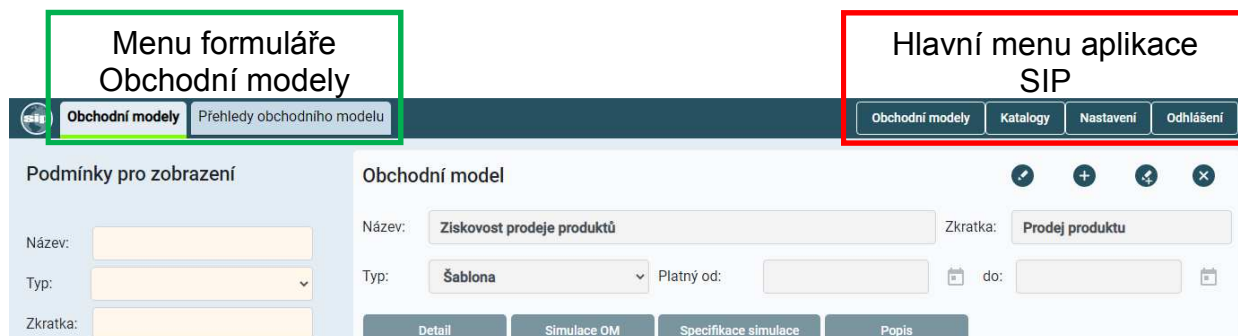 Menu formuláře
Obchodní modely
Hlavní menu aplikace
SIP
sip Obchodní modely Přehledy obchodního modelu Obchodní modely Katalogy Nastavení Odhlášení
Podmínky pro zobrazení
Název:
Typ:
Zkratka:
Obchodní model
Název: Ziskovost prodeje produktů Zkratka: Prodej produktu
Typ: Šablona Platný od: do:
Detail Simulace OM Specifikace simulace Popis